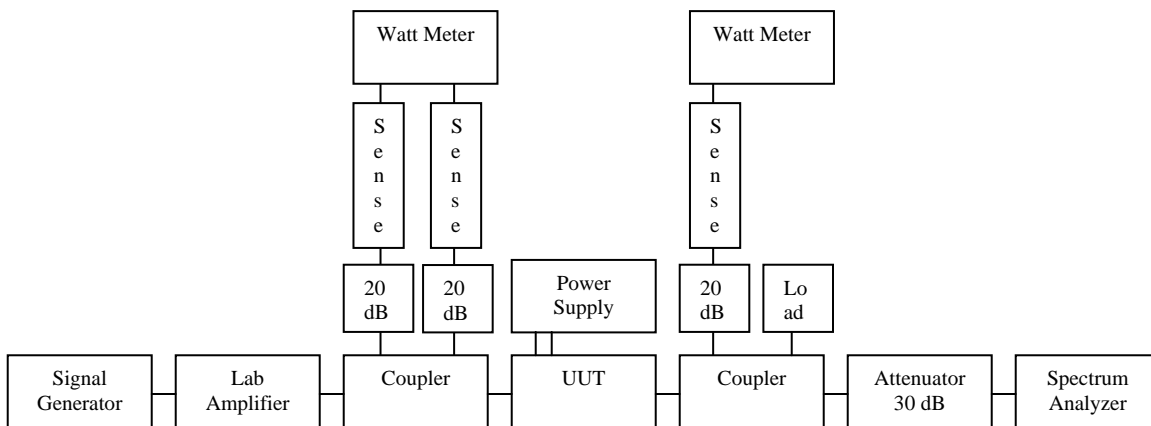 Watt Meter
Watt Meter
S
e
n
s
e
S
e
n
s
e
S
e
n
s
e
20
dB
20
dB
Power
Supply
20
dB
Lo
ad
Signal
Generator
Lab
Amplifier
Coupler
UUT
Coupler
Attenuator
30 dB
Spectrum
Analyzer